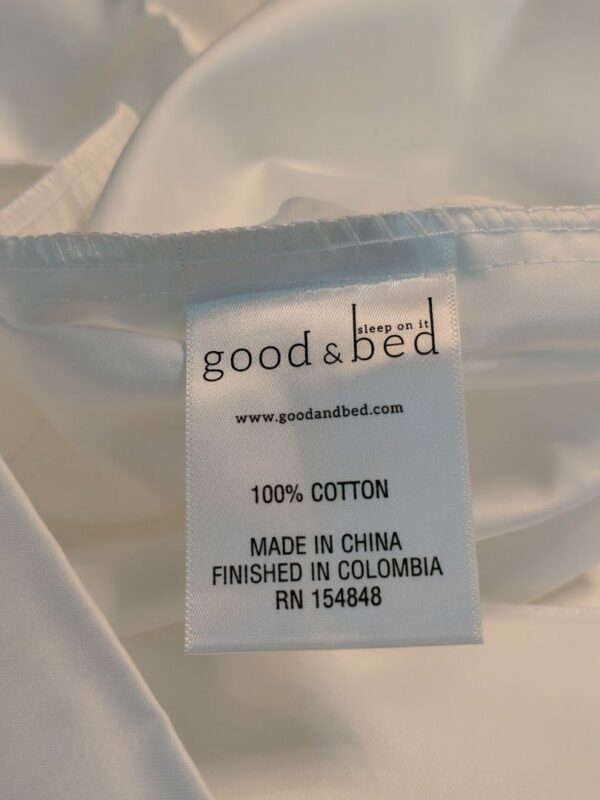 sleep on it
good & bed
www.goodandbed.com
100% COTTON
MADE IN CHINA
FINISHED IN COLOMBIA
RN 154848